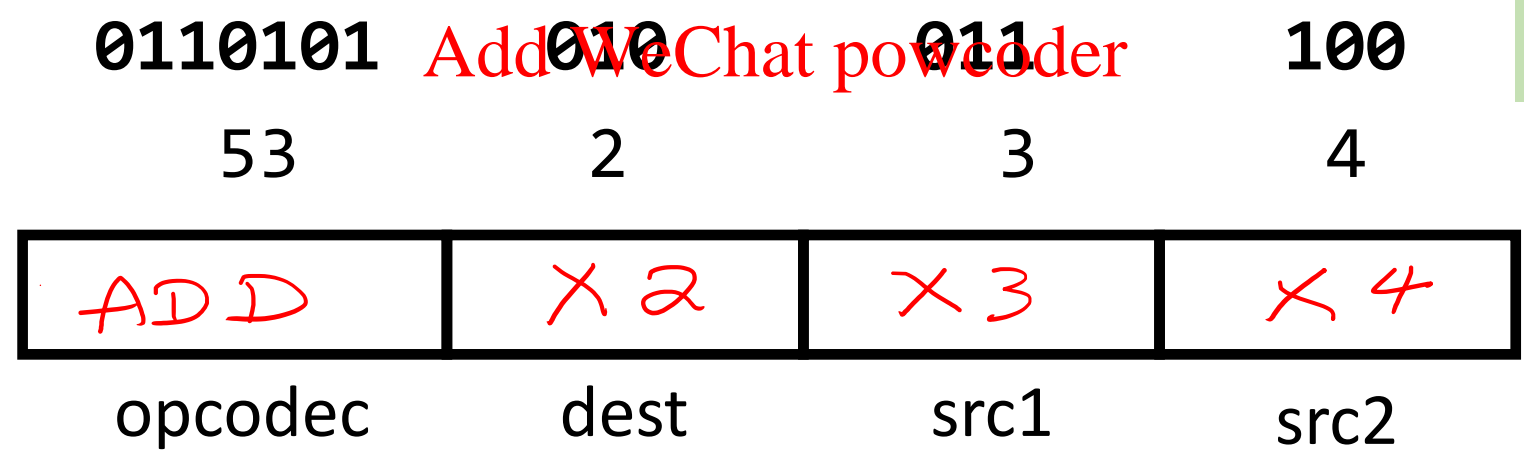 0110101 010 011 100
Add WeChat powcoder
53 2 3 4
ADD X2 X3 X4
opcodec dest src1 src2